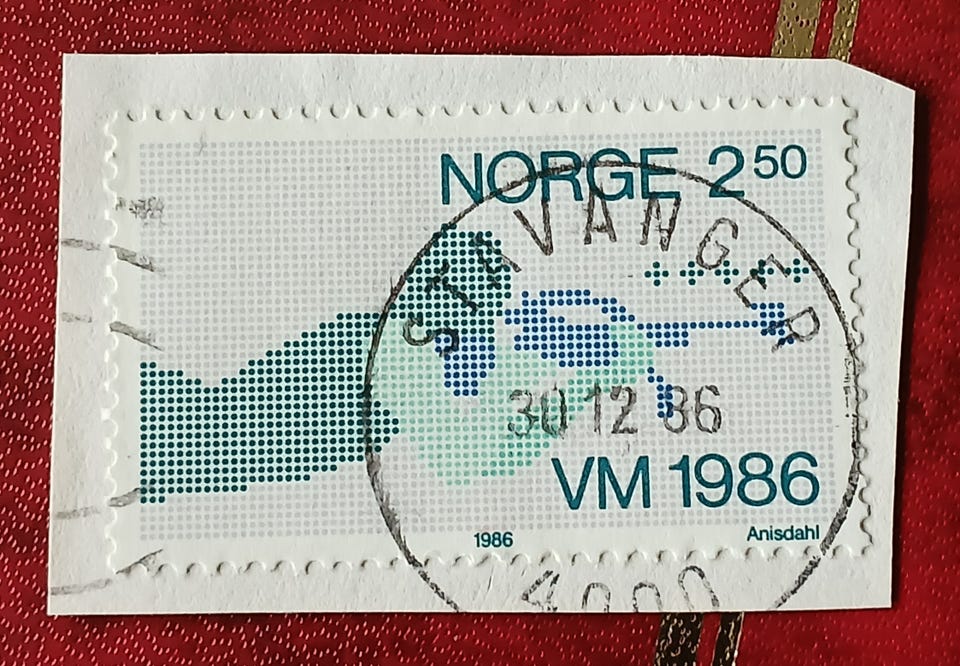 NORGE 2 50
STAVANGER
30 12 86
VM 1986
1986 Anisdahl
4000